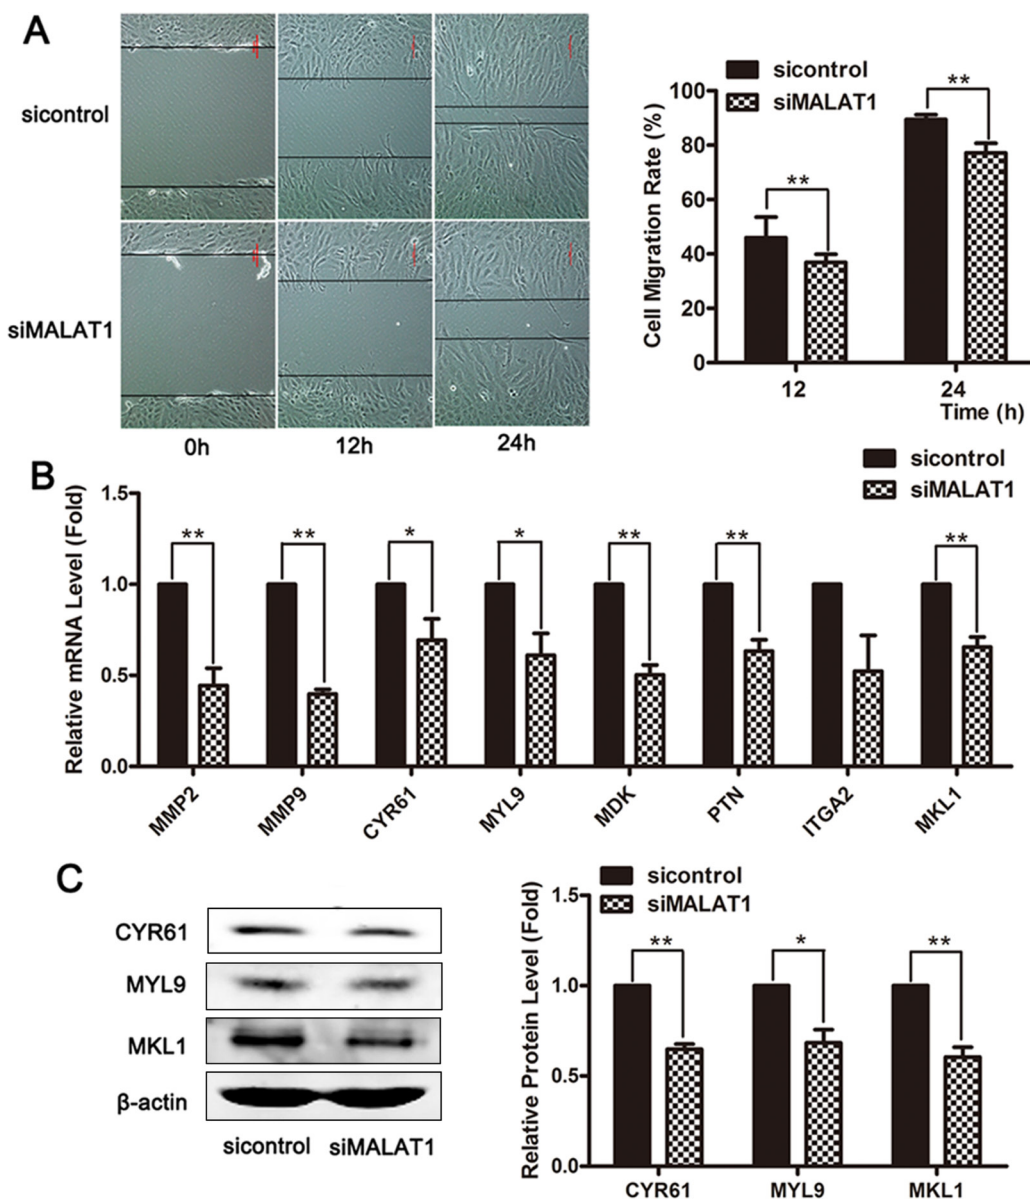 A
sicontrol
siMALAT1
0h
12h
24h
sicontrol
siMALAT1
Cell Migration Rate (%)
100
80
60
40
20
0
**
**
12
24
Time (h)
B
sicontrol
siMALAT1
Relative mRNA Level (Fold)
1.5
1.0
0.5
0.0
**
**
*
*
**
**
**
MMP2
MMP9
CYR61
MYL9
MDK
PTN
ITGA2
MKL1
C
CYR61
MYL9
MKL1
β-actin
sicontrol
siMALAT1
sicontrol
siMALAT1
Relative Protein Level (Fold)
1.5
1.0
0.5
0.0
**
*
**
CYR61
MYL9
MKL1